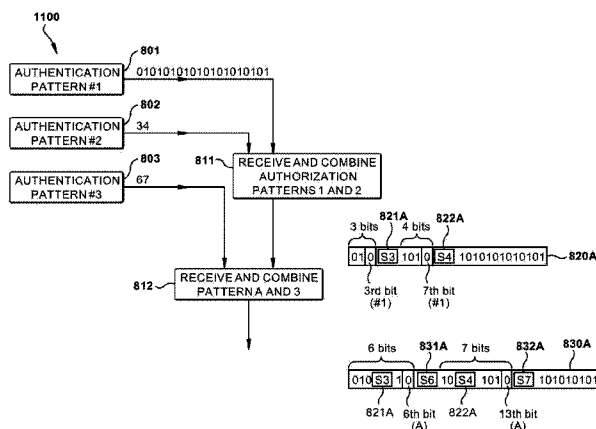 1100
801
AUTHENTICATION PATTERN #1
010101010101010101
802
AUTHENTICATION PATTERN #2
34
803
AUTHENTICATION PATTERN #3
67
811
RECEIVE AND COMBINE AUTHORIZATION PATTERNS 1 AND 2
812
RECEIVE AND COMBINE PATTERN A AND 3
821A
822A
3 bits
4 bits
01 0 S3 101 0 S4 1010101010101
820A
3rd bit (#1)
7th bit (#1)
6 bits
831A
7 bits
832A
830A
010 S3 1 0 S6 10 S4 101 0 S7 10101010
821A
6th bit (A)
822A
13th bit (A)